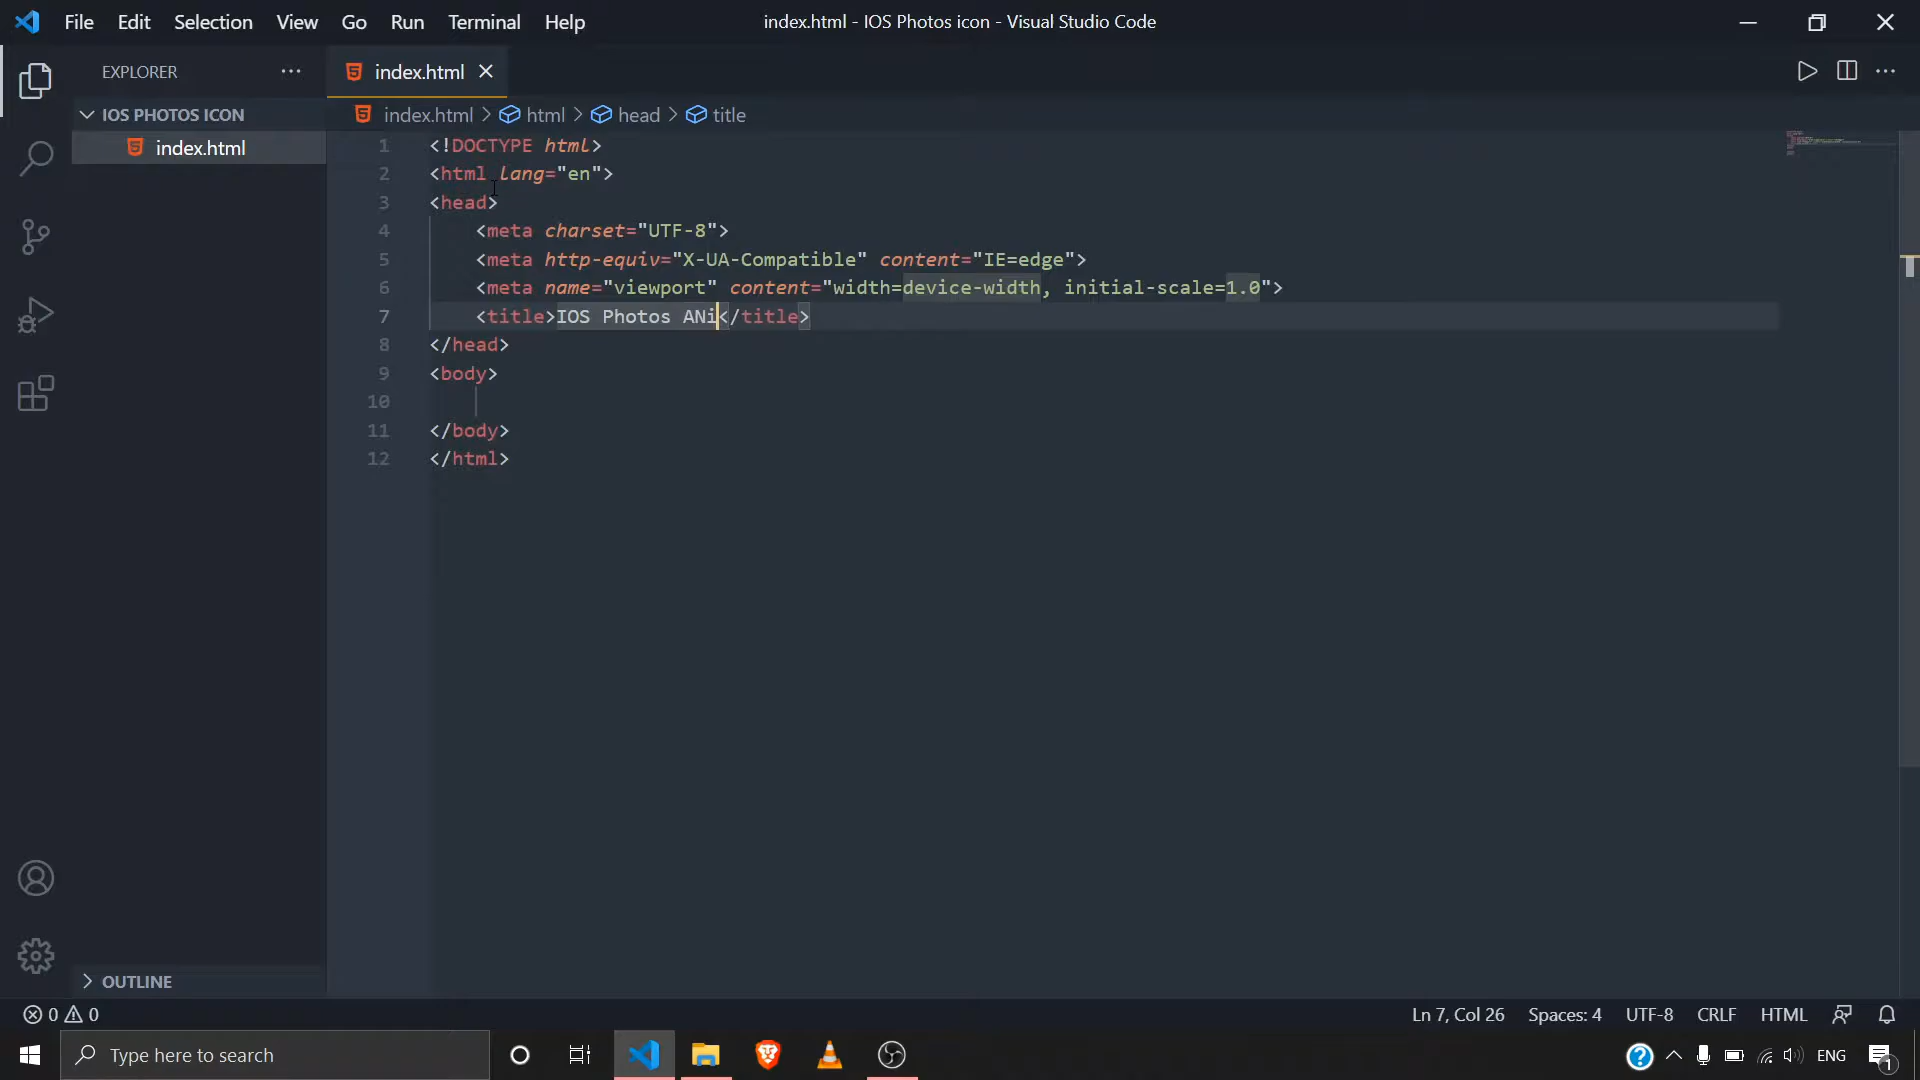 File Edit Selection View Go Run Terminal Help
index.html - IOS Photos icon - Visual Studio Code
EXPLORER
index.html
IOS PHOTOS ICON
index.html > html > head > title
index.html
1 <!DOCTYPE html>
2 <html lang="en">
3 <head>
4 <meta charset="UTF-8">
5 <meta http-equiv="X-UA-Compatible" content="IE=edge">
6 <meta name="viewport" content="width=device-width, initial-scale=1.0">
7 <title>IOS Photos ANi</title>
8 </head>
9 <body>
10
11 </body>
12 </html>
OUTLINE
0 0
Ln 7, Col 26 Spaces: 4 UTF-8 CRLF HTML
Type here to search
ENG
1